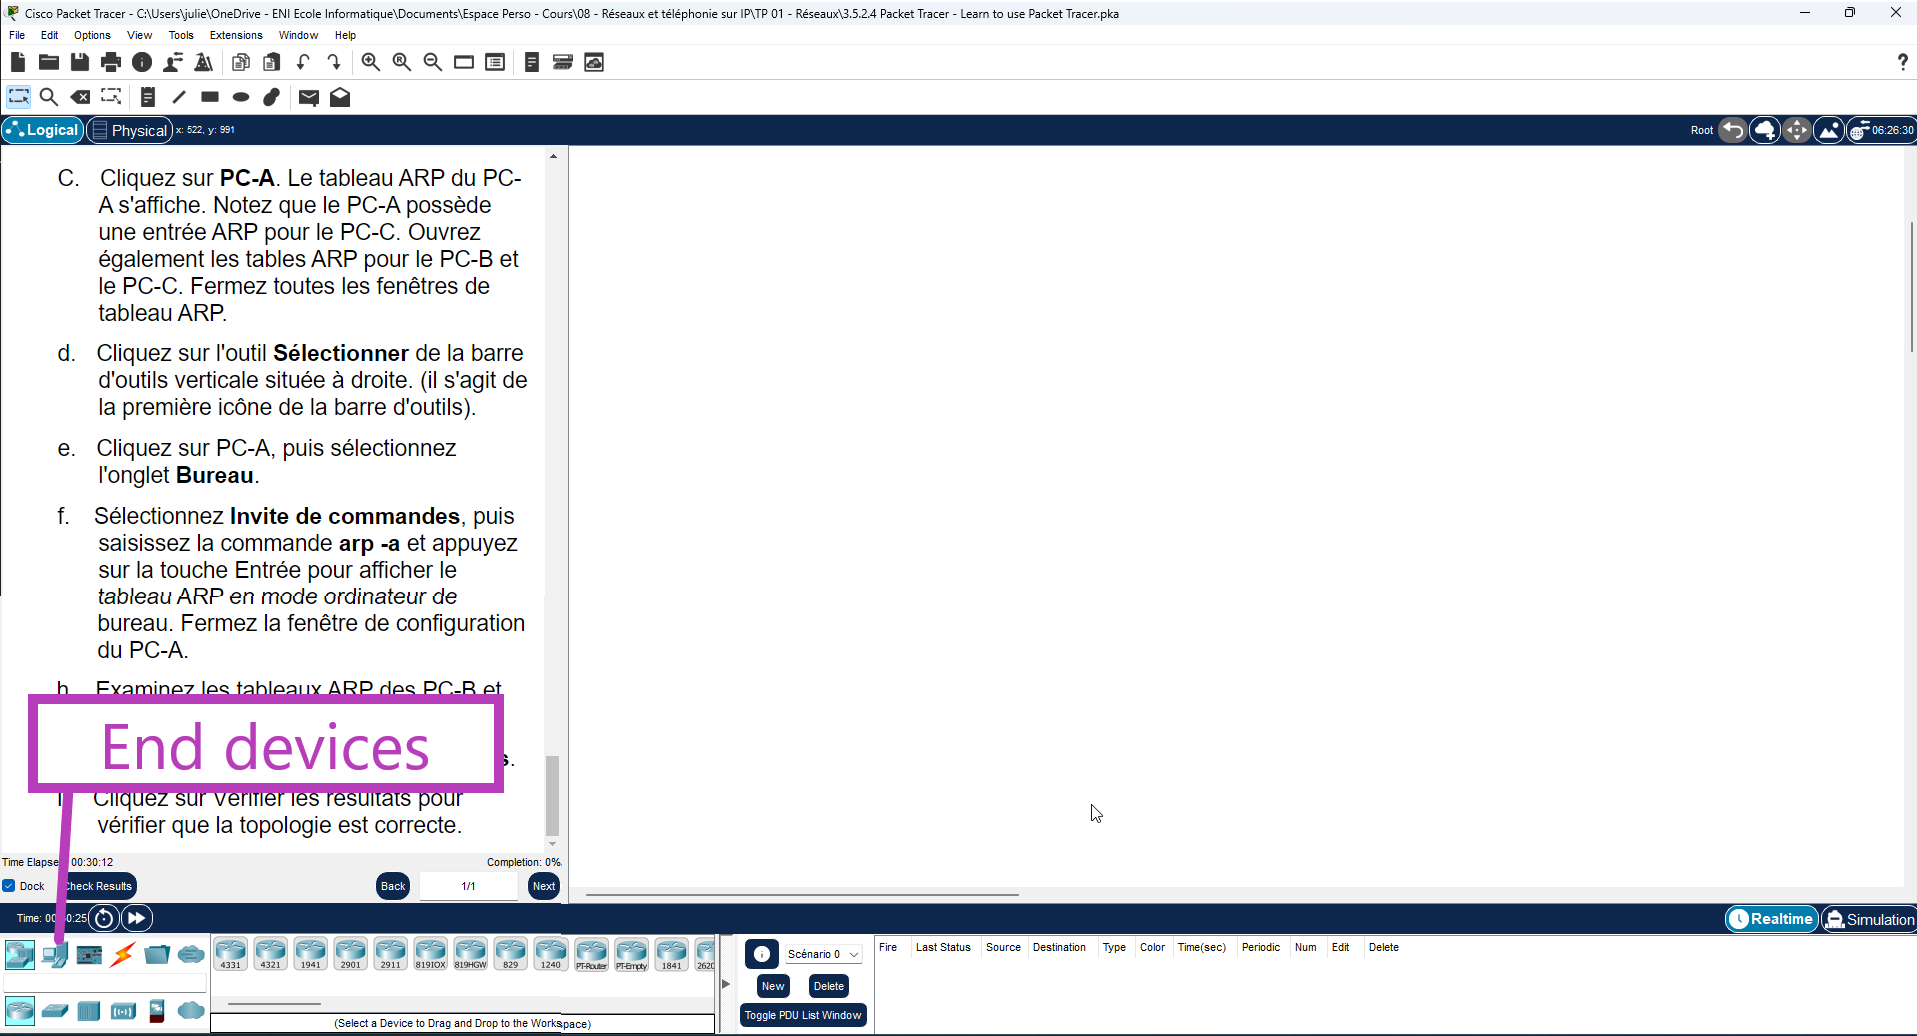 Cisco Packet Tracer - C:\Users\julie\OneDrive - ENI Ecole Informatique\Documents\Espace Perso - Cours\08 - Réseaux et téléphonie sur IP\TP 01 - Réseaux\3.5.2.4 Packet Tracer - Learn to use Packet Tracer.pka
File Edit Options View Tools Extensions Window Help
Logical Physical x: 522, y: 991 Root 06:26:30
C. Cliquez sur PC-A. Le tableau ARP du PC-
A s'affiche. Notez que le PC-A possède
une entrée ARP pour le PC-C. Ouvrez
également les tables ARP pour le PC-B et
le PC-C. Fermez toutes les fenêtres de
tableau ARP.
d. Cliquez sur l'outil Sélectionner de la barre
d'outils verticale située à droite. (il s'agit de
la première icône de la barre d'outils).
e. Cliquez sur PC-A, puis sélectionnez
l'onglet Bureau.
f. Sélectionnez Invite de commandes, puis
saisissez la commande arp -a et appuyez
sur la touche Entrée pour afficher le
tableau ARP en mode ordinateur de
bureau. Fermez la fenêtre de configuration
du PC-A.
h. Examinez les tableaux ARP des PC-B et
End devices
s.
Cliquez sur Vérifier les résultats pour
vérifier que la topologie est correcte.
Time Elapse 00:30:12 Completion: 0%
Dock Check Results Back 1/1 Next
Time: 00 0:25 Realtime Simulation
4331 4321 1941 2901 2911 819IOX 819HGW 829 1240 PT-Router PT-Empty 1841 2620
(Select a Device to Drag and Drop to the Workspace)
Scénario 0
New Delete
Toggle PDU List Window
Fire Last Status Source Destination Type Color Time(sec) Periodic Num Edit Delete